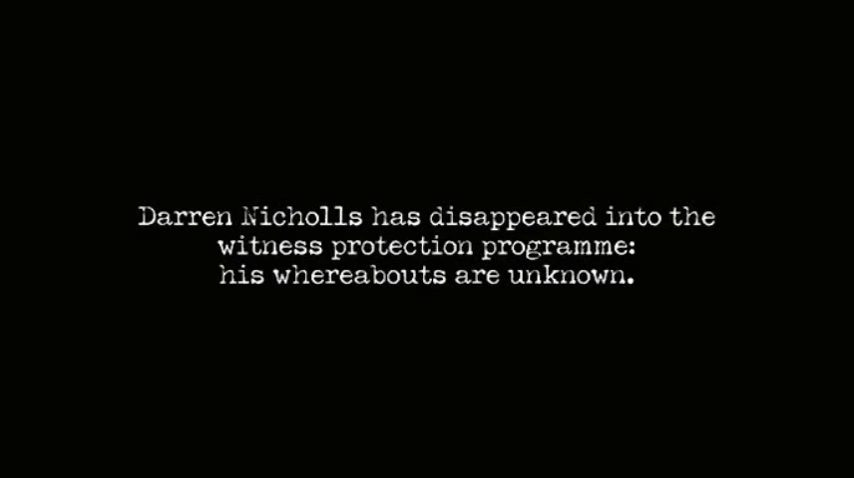 Darren Nicholls has disappeared into the
witness protection programme:
his whereabouts are unknown.